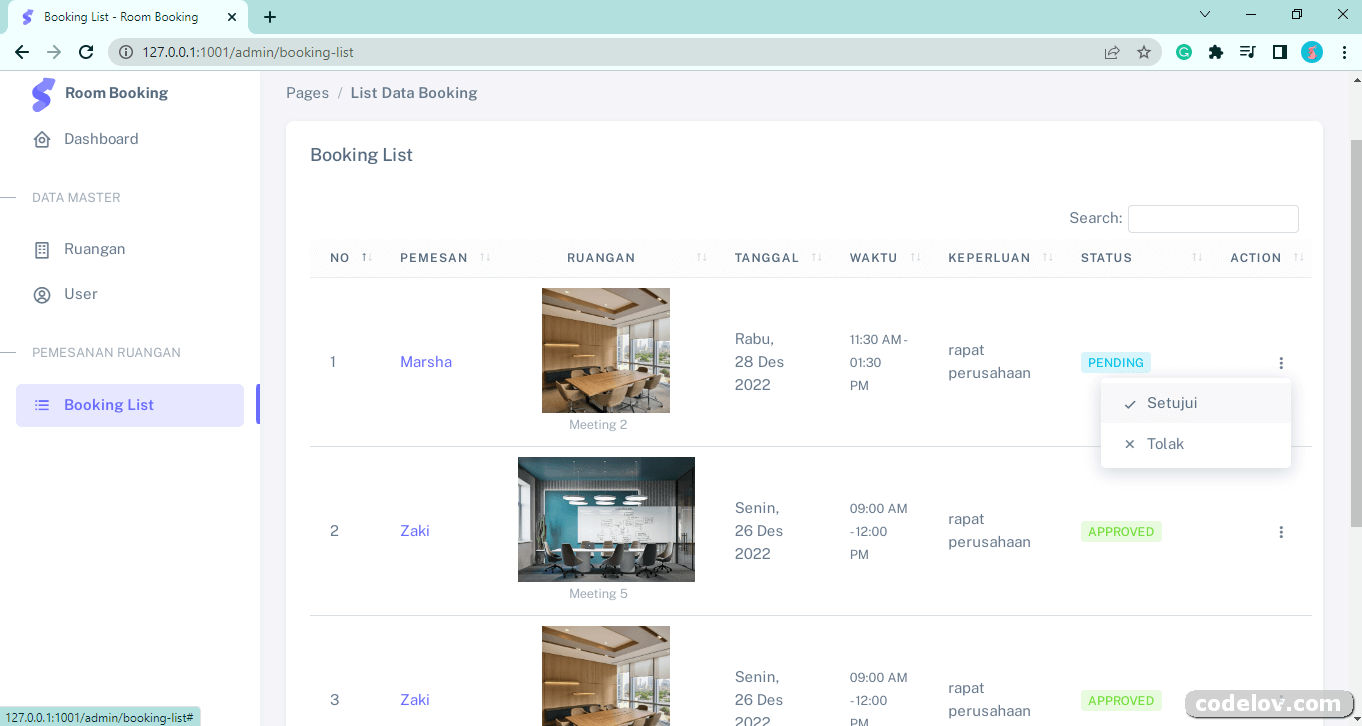 Booking List - Room Booking
127.0.0.1:1001/admin/booking-list
Room Booking
Dashboard
DATA MASTER
Ruangan
User
PEMESANAN RUANGAN
Booking List
Pages / List Data Booking
Booking List
Search:
NO PEMESAN RUANGAN TANGGAL WAKTU KEPERLUAN STATUS ACTION
1 Marsha
Meeting 2
Rabu,
28 Des
2022
11:30 AM -
01:30
PM
rapat
perusahaan
PENDING
Setujui
Tolak
2 Zaki
Meeting 5
Senin,
26 Des
2022
09:00 AM
- 12:00
PM
rapat
perusahaan
APPROVED
3 Zaki
Senin,
26 Des
2022
09:00 AM
- 12:00
PM
rapat
perusahaan
APPROVED
codelov.com
127.0.0.1:1001/admin/booking-list#